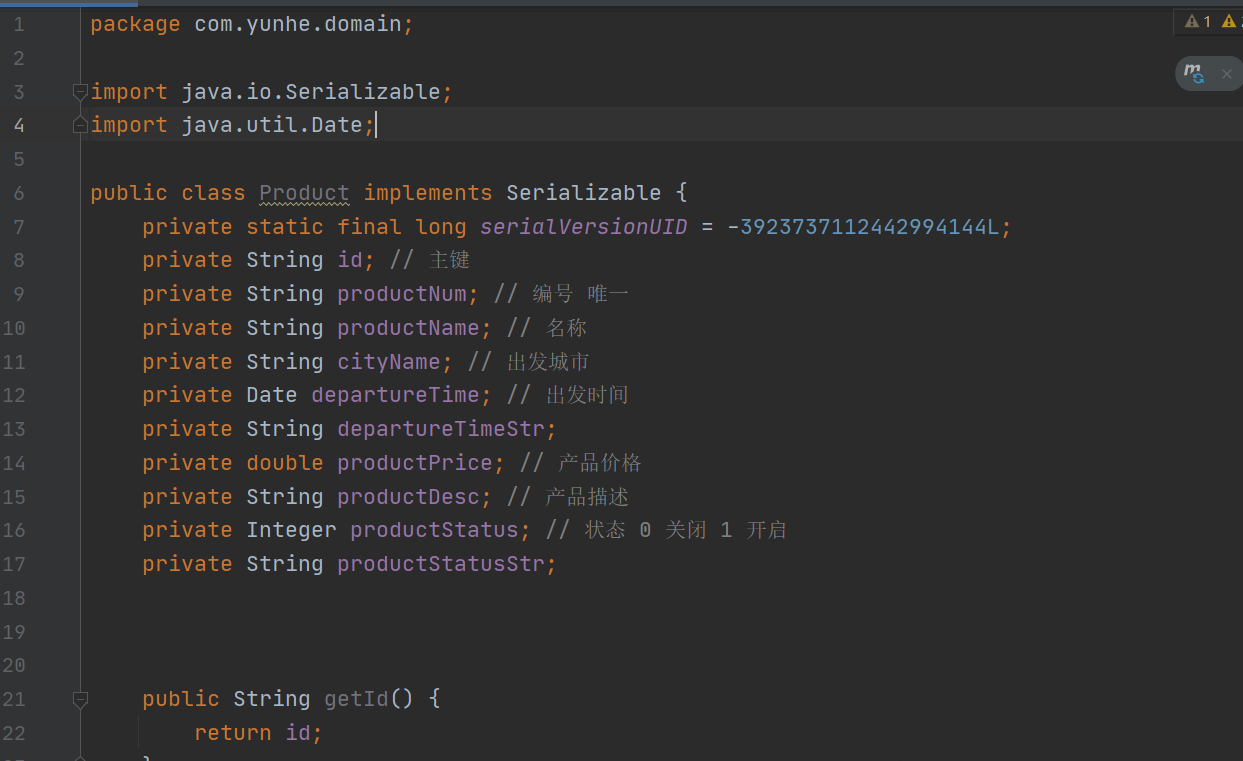 1 package com.yunhe.domain; 1
2
3 import java.io.Serializable;
4 import java.util.Date;
5
6 public class Product implements Serializable {
7 private static final long serialVersionUID = -3923737112442994144L;
8 private String id; // 主键
9 private String productNum; // 编号 唯一
10 private String productName; // 名称
11 private String cityName; // 出发城市
12 private Date departureTime; // 出发时间
13 private String departureTimeStr;
14 private double productPrice; // 产品价格
15 private String productDesc; // 产品描述
16 private Integer productStatus; // 状态 0 关闭 1 开启
17 private String productStatusStr;
18
19
20
21 public String getId() {
22 return id;
}